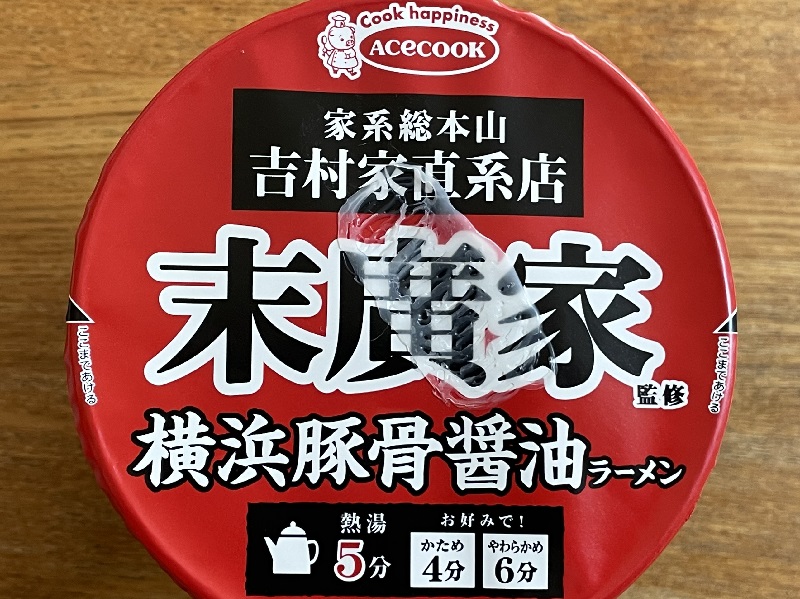 Cook happiness
ACECOOK
家系総本山
吉村家直系店
末廣家
監修
横浜豚骨醤油ラーメン
ここまであける
ここまであける
熱湯
5分
お好みで!
かため
4分
やわらかめ
6分